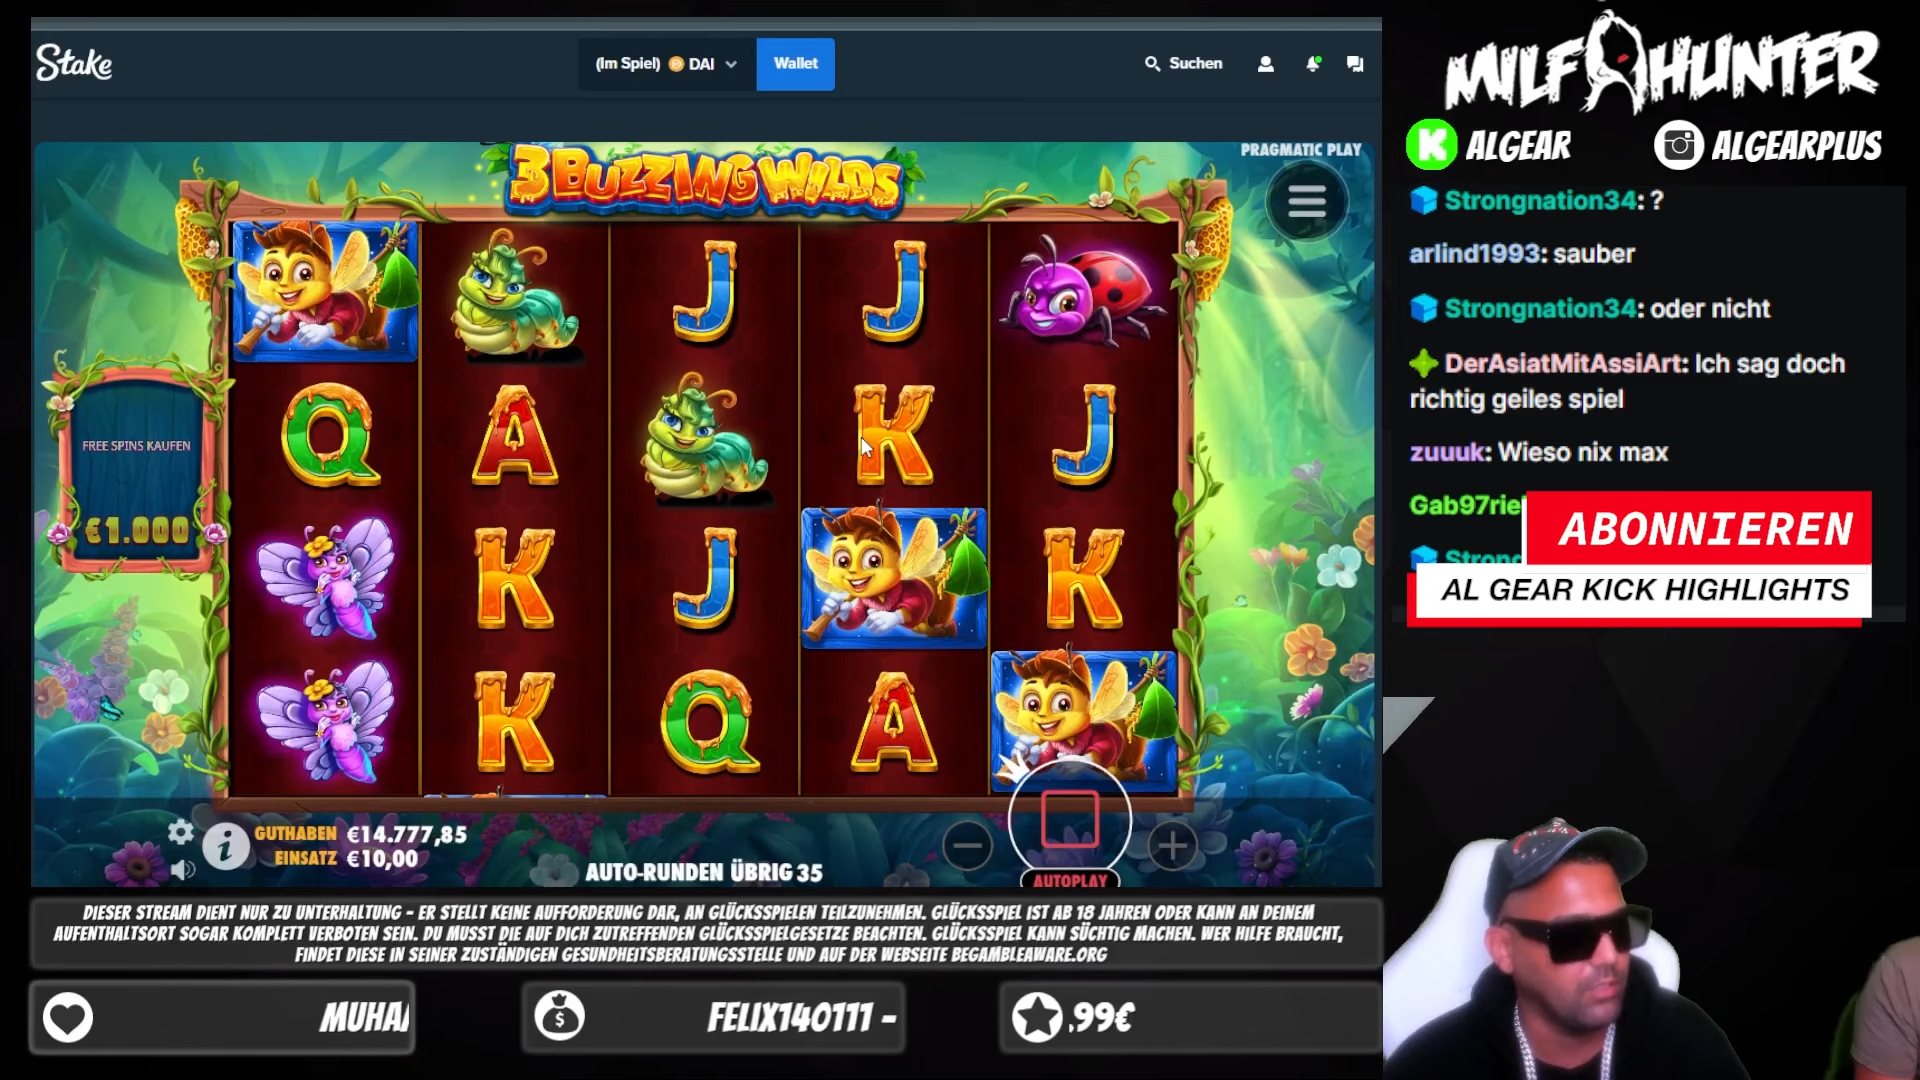 Stake
(Im Spiel) DAI
Wallet
Suchen
MILF HUNTER
K ALGEAR
ALGEARPLUS
PRAGMATIC PLAY
3 BUZZING WILDS
J J
Q A K J
K J K
K Q A
FREE SPINS KAUFEN
€1.000
GUTHABEN €14.777,85
EINSATZ €10,00
AUTO-RUNDEN ÜBRIG 35
AUTOPLAY
Strongnation34: ?
arlind1993: sauber
Strongnation34: oder nicht
DerAsiatMitAssiArt: Ich sag doch
richtig geiles spiel
zuuuk: Wieso nix max
ABONNIEREN
AL GEAR KICK HIGHLIGHTS
DIESER STREAM DIENT NUR ZU UNTERHALTUNG - ER STELLT KEINE AUFFORDERUNG DAR, AN GLÜCKSSPIELEN TEILZUNEHMEN. GLÜCKSSPIEL IST AB 18 JAHREN ODER KANN AN DEINEM
AUFENTHALTSORT SOGAR KOMPLETT VERBOTEN SEIN. DU MUSST DIE AUF DICH ZUTREFFENDEN GLÜCKSSPIELGESETZE BEACHTEN. GLÜCKSSPIEL KANN SÜCHTIG MACHEN. WER HILFE BRAUCHT,
FINDET DIESE IN SEINER ZUSTÄNDIGEN GESUNDHEITSBERATUNGSSTELLE UND AUF DER WEBSEITE BEGAMBLEAWARE.ORG
FELIX140111 -
.99€